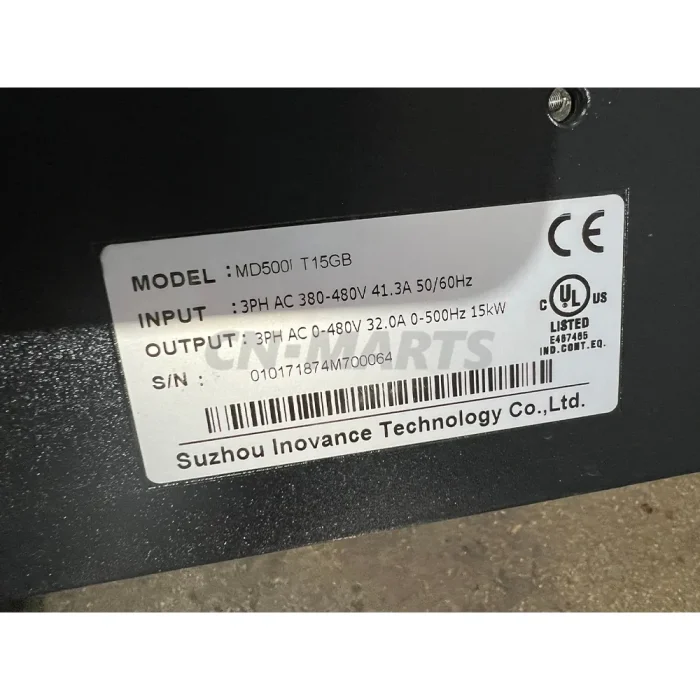 CE
MODEL : MD500 T15GB
INPUT : 3PH AC 380-480V 41.3A 50/60Hz
OUTPUT : 3PH AC 0-480V 32.0A 0-500Hz 15kW
S/N : 010171874M700064
C UL US
LISTED
E467465
IND.CONT.EQ.
CN-MARTS
Suzhou Inovance Technology Co.,Ltd.